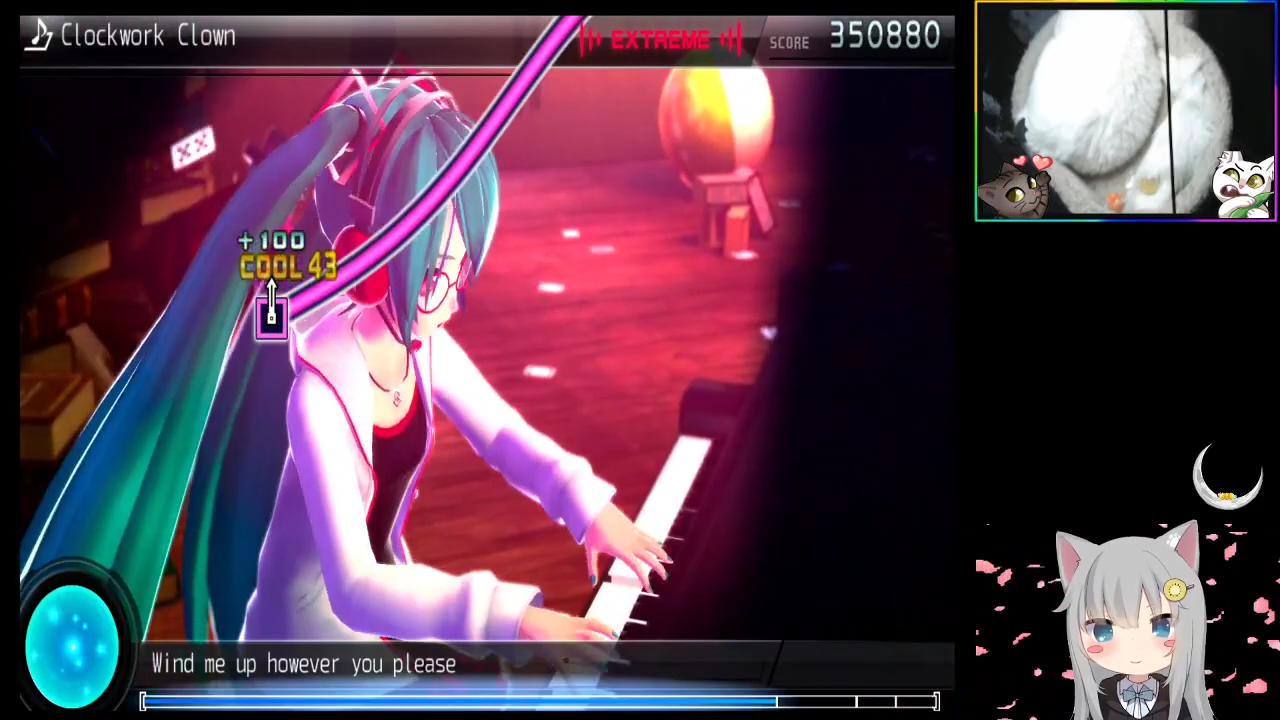 Clockwork Clown
EXTREME
SCORE 350880
+100
COOL 43
Wind me up however you please